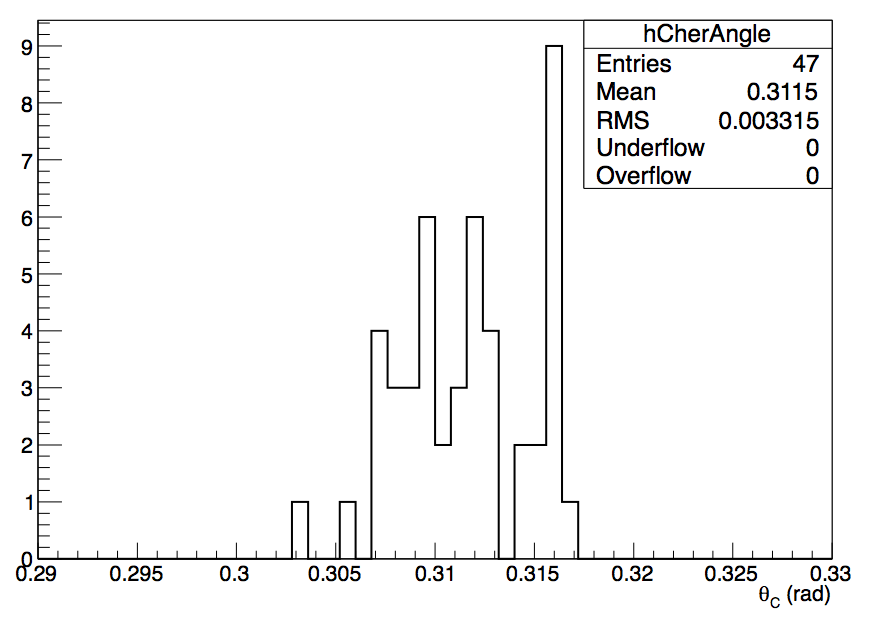 hCherAngle
Entries 47
Mean 0.3115
RMS 0.003315
Underflow 0
Overflow 0
9
8
7
6
5
4
3
2
1
0
0.29 0.295 0.3 0.305 0.31 0.315 0.32 0.325 0.33
θC (rad)